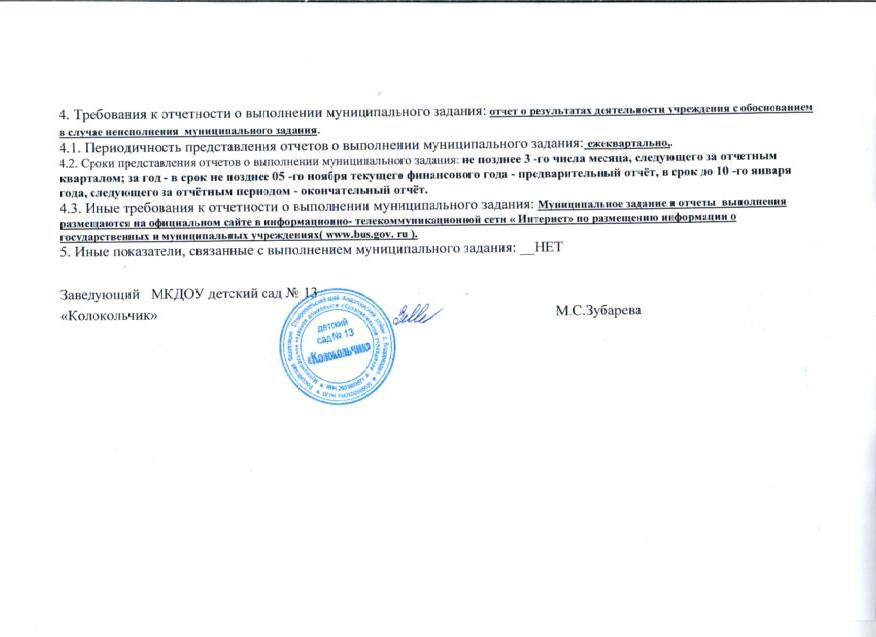 4. Требования к отчетности о выполнении муниципального задания: отчет о результатах деятельности учреждения с обоснованием
в случае неисполнения муниципального задания.
4.1. Периодичность представления отчетов о выполнении муниципального задания: ежеквартально,.
4.2. Сроки представления отчетов о выполнении муниципального задания: не позднее 3 -го числа месяца, следующего за отчетным
кварталом; за год - в срок не позднее 05 -го ноября текущего финансового года - предварительный отчёт, в срок до 10 -го января
года, следующего за отчётным периодом - окончательный отчёт.
4.3. Иные требования к отчетности о выполнении муниципального задания: Муниципальное задание и отчеты выполнения
размещаются на официальном сайте в информационно- телекоммуникационной сети « Интернет» по размещению информации о
государственных и муниципальных учреждениях( www.bus.gov. ru ).
5. Иные показатели, связанные с выполнением муниципального задания: __НЕТ
Заведующий МКДОУ детский сад № 13
«Колокольчик»
М.С.Зубарева
детский
сад № 13
«Колокольчик»